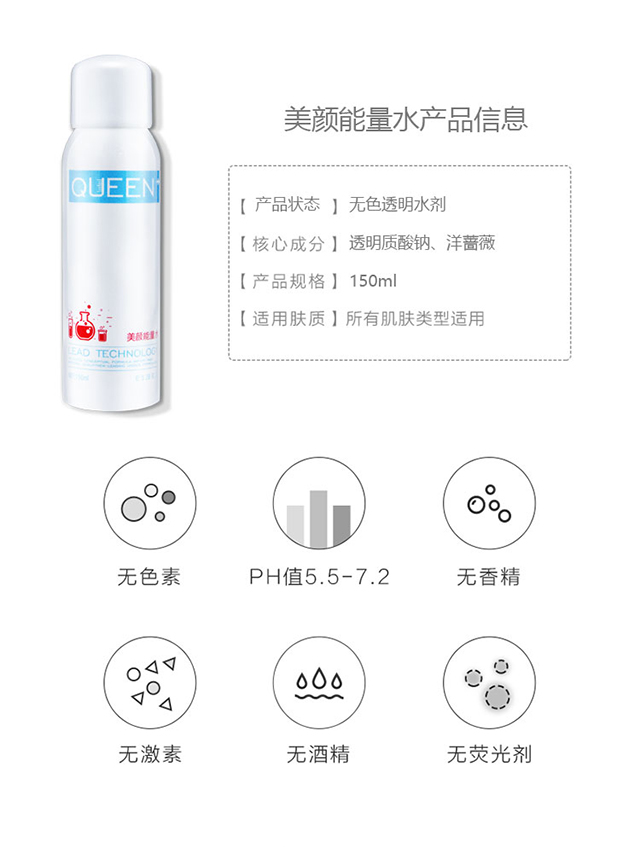 美颜能量水产品信息
QUEEN+
【 产品状态 】 无色透明水剂
【 核心成分 】 透明质酸钠、洋蔷薇
【 产品规格 】 150ml
【 适用肤质 】 所有肌肤类型适用
美颜能量水
LEAD TECHNOLOGY
无色素
PH值5.5-7.2
无香精
无激素
无酒精
无荧光剂